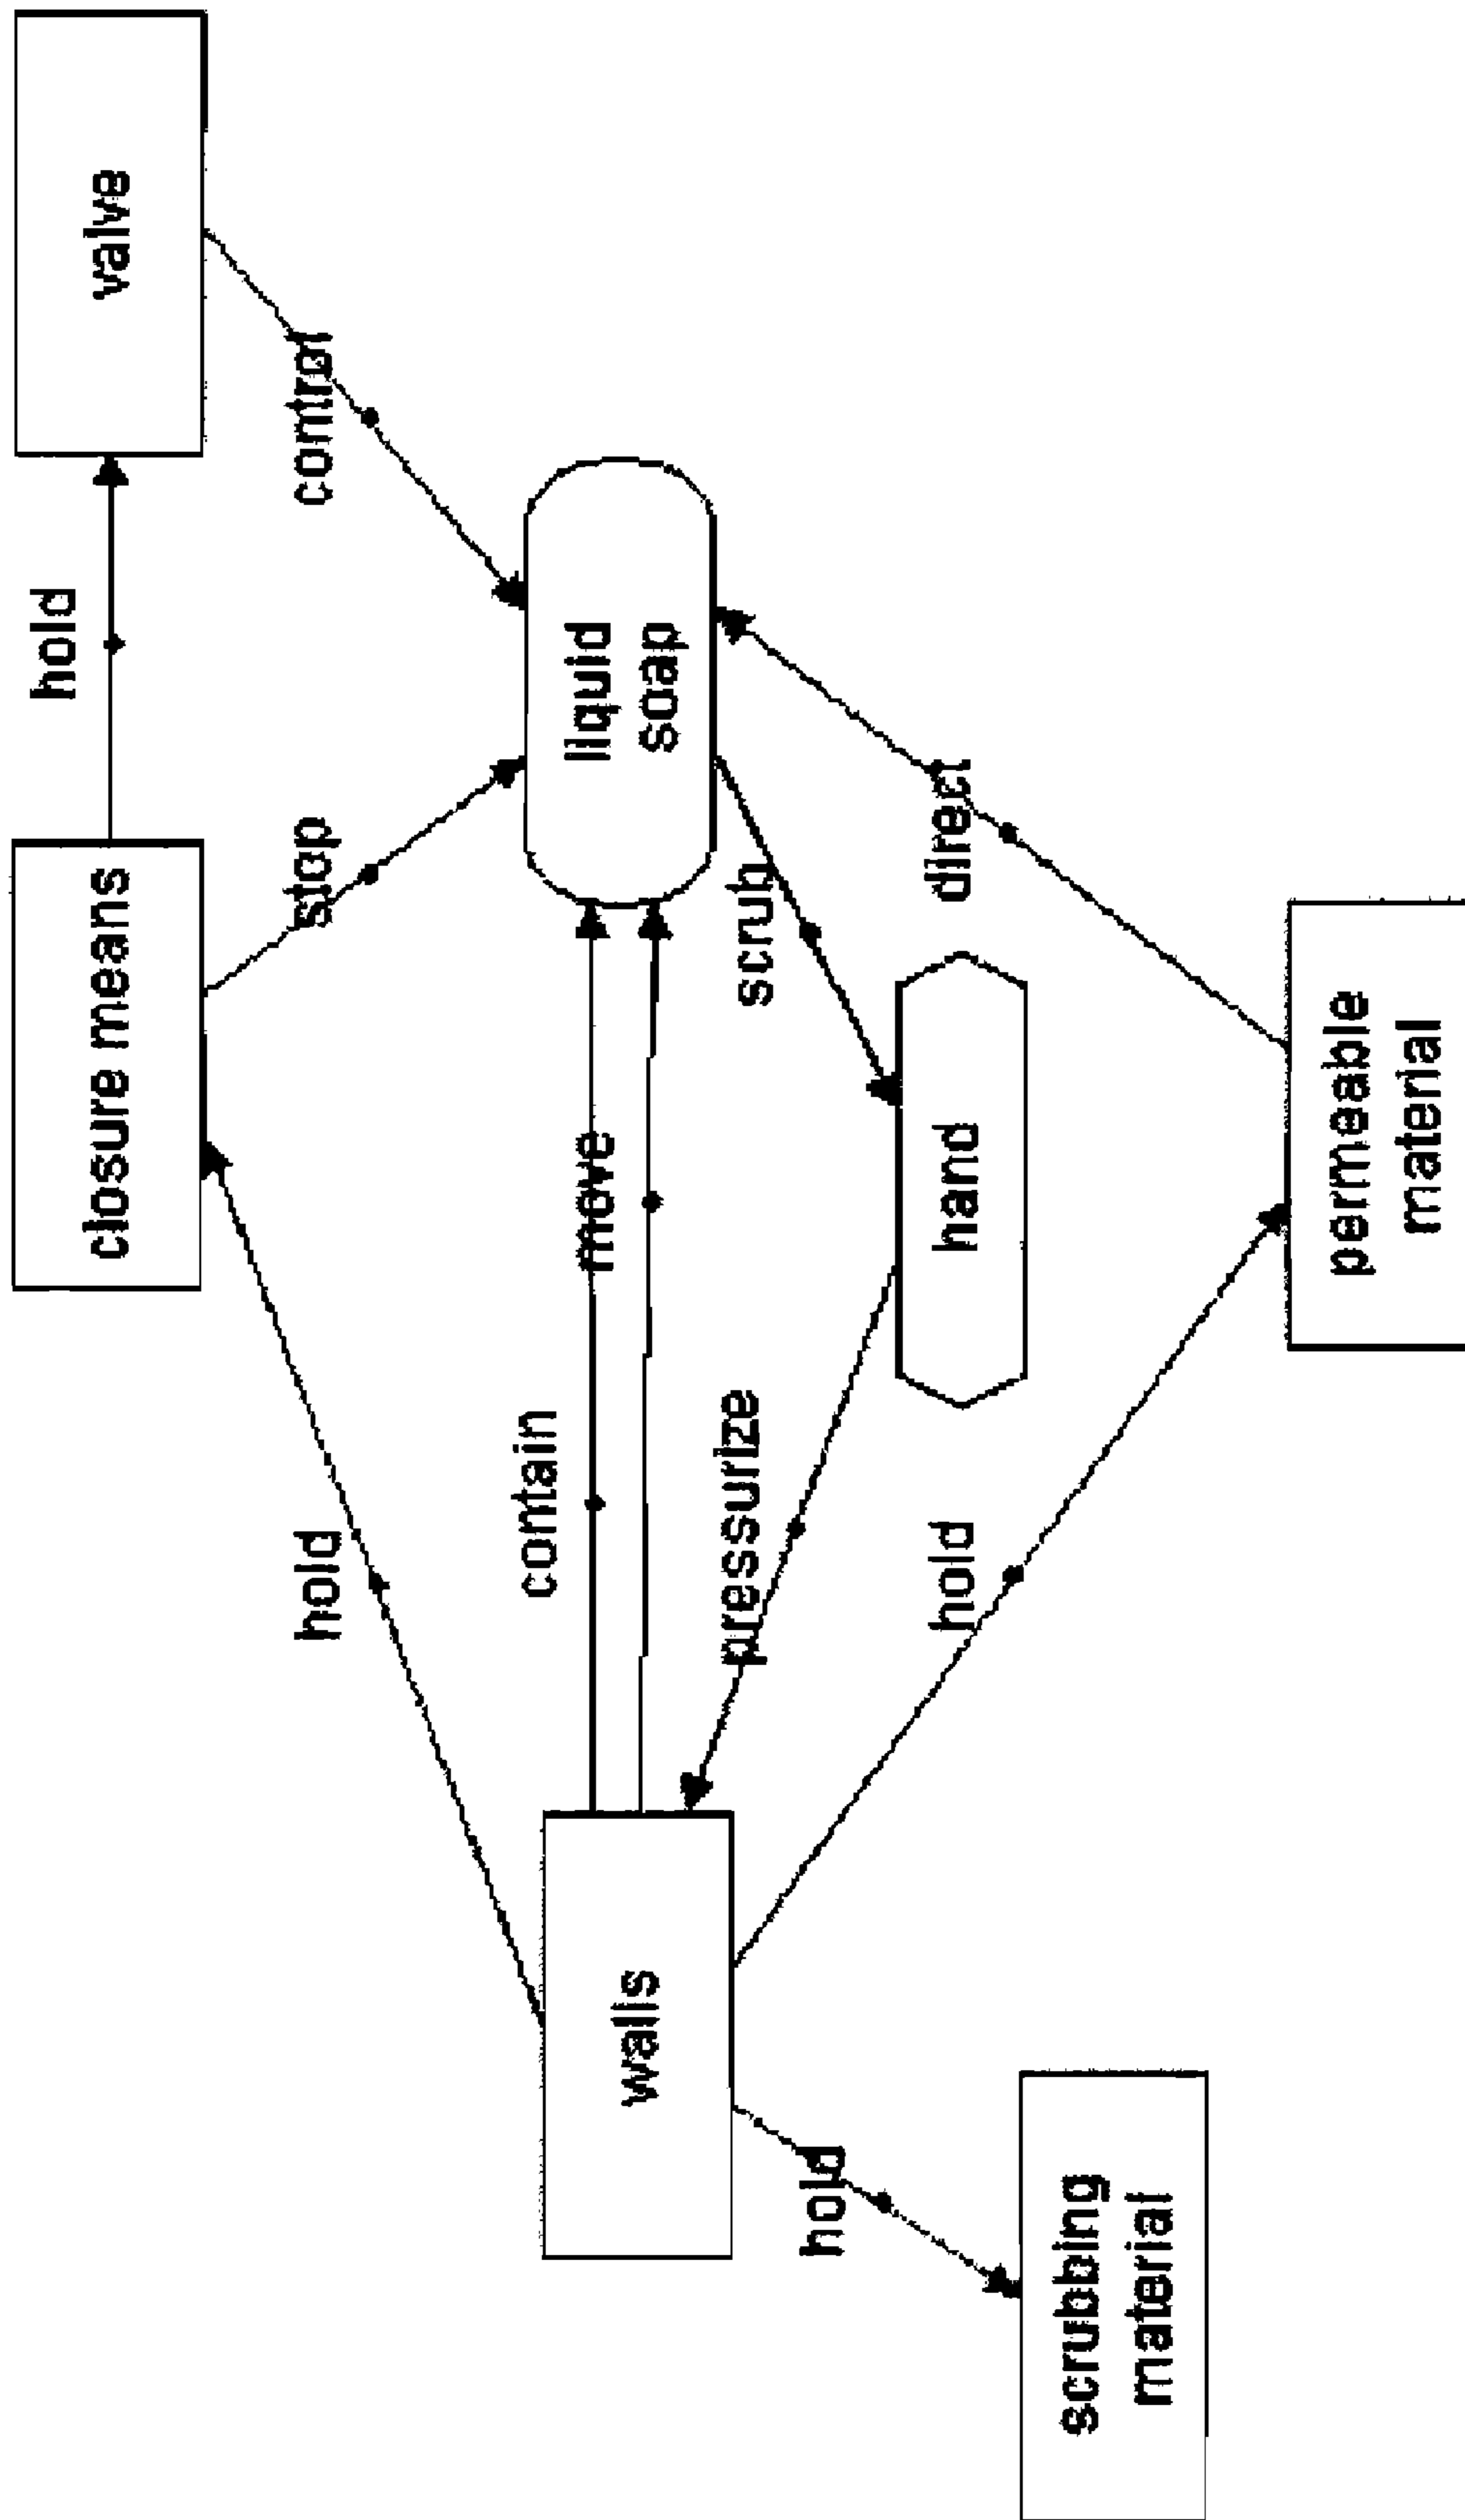 hold
closure means
valve
hold
stop
control
contain
move
liquid
soap
walls
pressurize
scrub
hold
hold
hand
direct
scrubbing
material
permeable
material